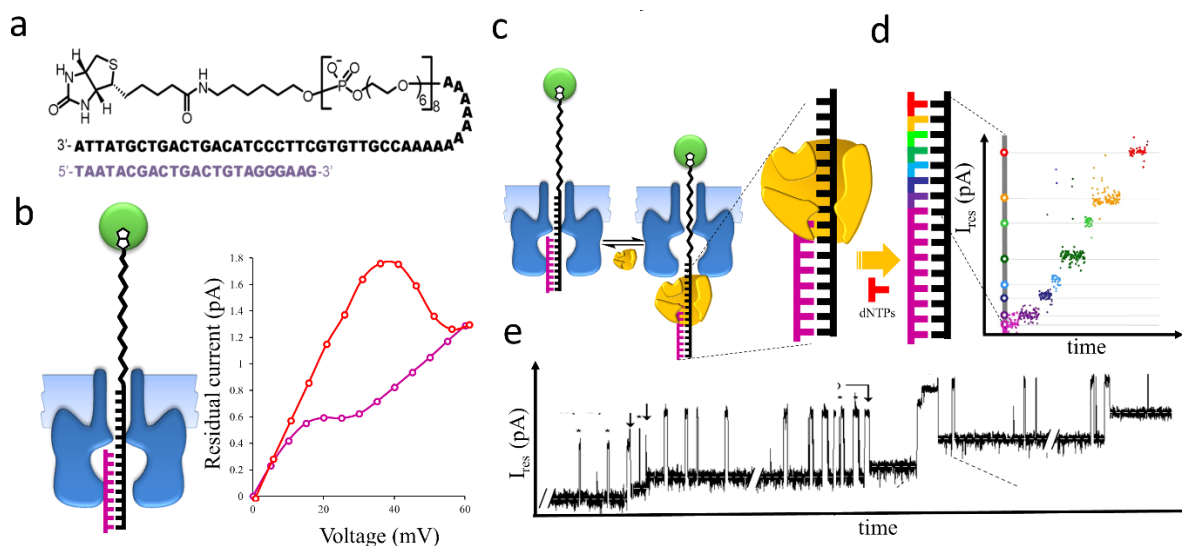 a
H
S
HN
O
N
H
H
H
N
O
O
O-
O
P
O
O
6
8
A
A
A
A
A
A
A
3'- ATTATGCTGACTGACATCCCTTCGTGTTGCCAAAAAA
5'-TAATACGACTGACTGTAGGGAAG-3'
b
Residual current (pA)
1.8
1.6
1.4
1.2
1
0.8
0.6
0.4
0.2
0
0
20
40
60
Voltage (mV)
c
dNTPs
d
Ires (pA)
time
e
Ires (pA)
time